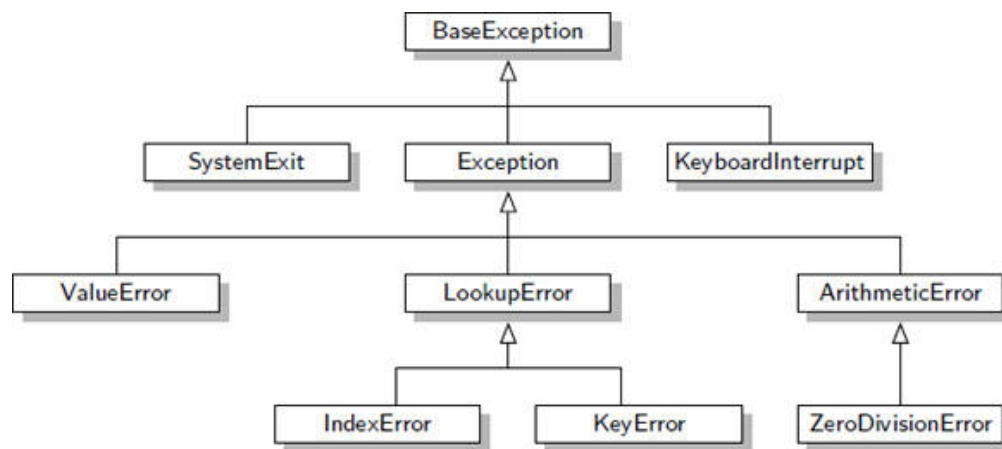 BaseException
SystemExit
Exception
KeyboardInterrupt
ValueError
LookupError
ArithmeticError
IndexError
KeyError
ZeroDivisionError